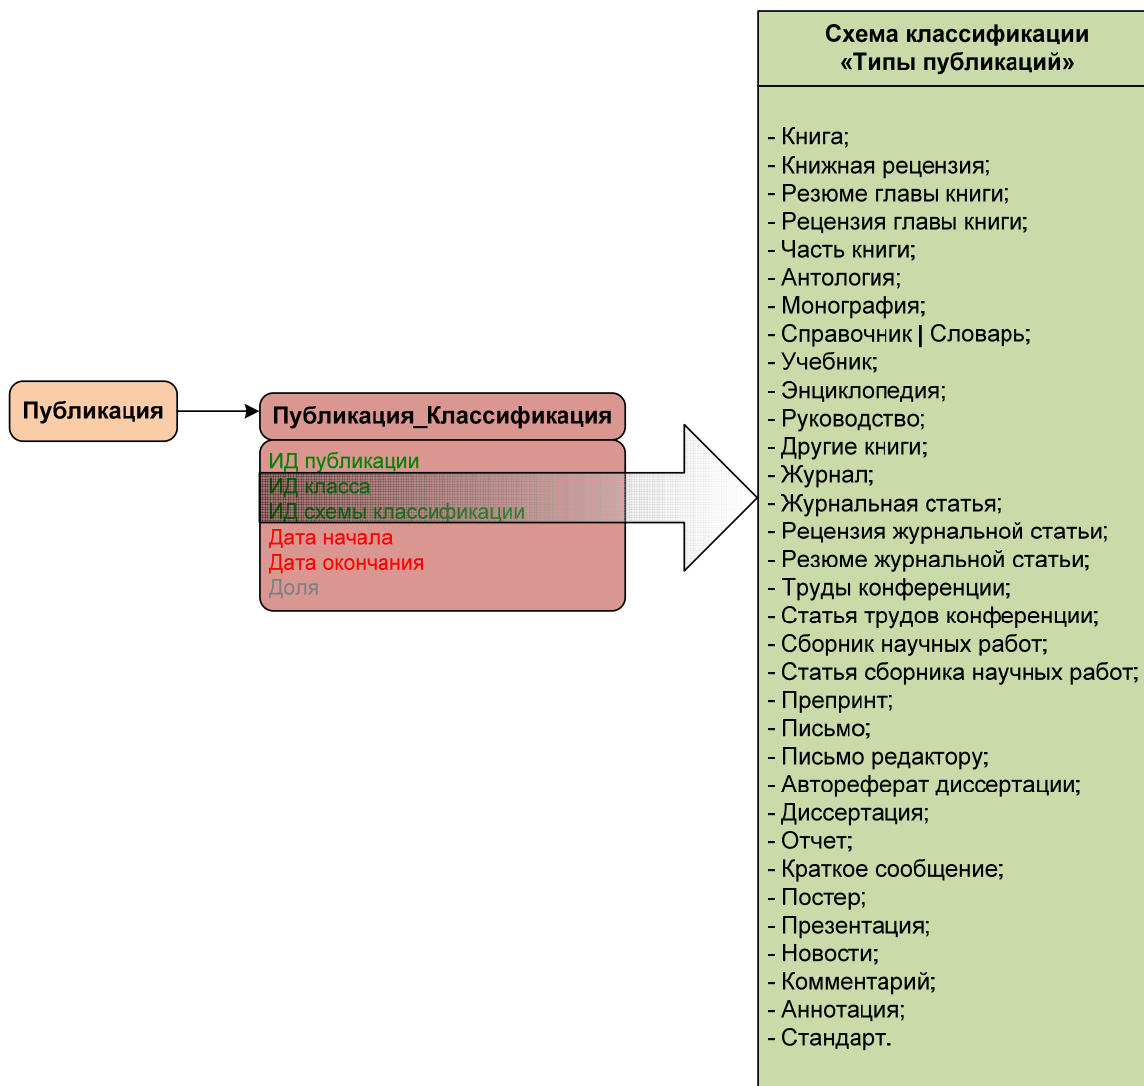 Схема классификации
«Типы публикаций»
- Книга;
- Книжная рецензия;
- Резюме главы книги;
- Рецензия главы книги;
- Часть книги;
- Антология;
- Монография;
- Справочник | Словарь;
- Учебник;
- Энциклопедия;
- Руководство;
- Другие книги;
- Журнал;
- Журнальная статья;
- Рецензия журнальной статьи;
- Резюме журнальной статьи;
- Труды конференции;
- Статья трудов конференции;
- Сборник научных работ;
- Статья сборника научных работ;
- Препринт;
- Письмо;
- Письмо редактору;
- Автореферат диссертации;
- Диссертация;
- Отчет;
- Краткое сообщение;
- Постер;
- Презентация;
- Новости;
- Комментарий;
- Аннотация;
- Стандарт.
Публикация
Публикация_Классификация
ИД публикации
ИД класса
ИД схемы классификации
Дата начала
Дата окончания
Доля